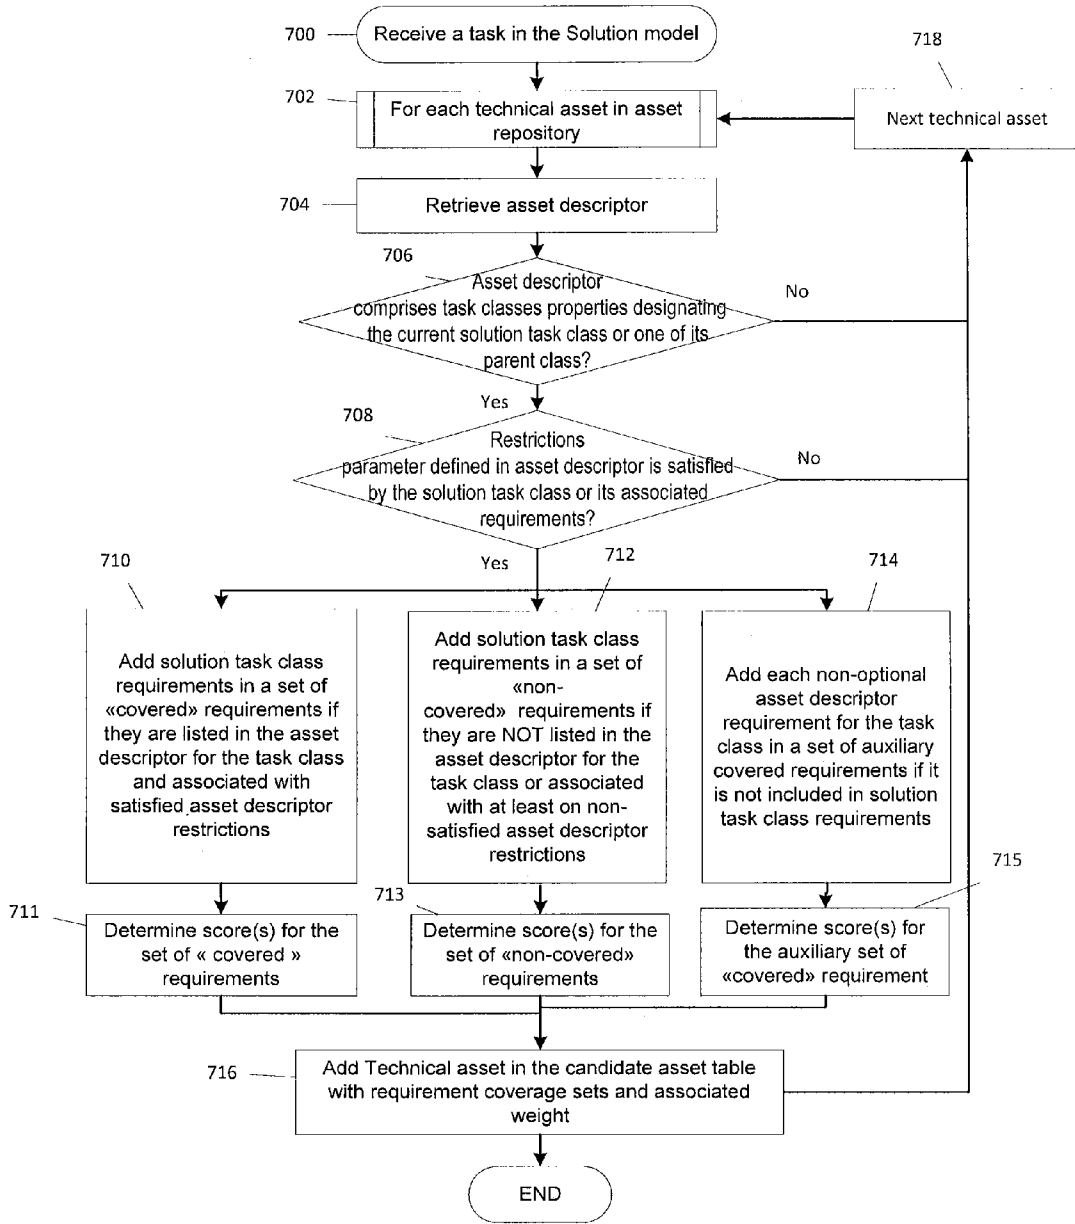 700
Receive a task in the Solution model
718
702
For each technical asset in asset
repository
Next technical asset
704
Retrieve asset descriptor
706
Asset descriptor
comprises task classes properties designating
the current solution task class or one of its
parent class?
No
Yes
708
Restrictions
parameter defined in asset descriptor is satisfied
by the solution task class or its associated
requirements?
No
Yes
710
712
714
Add solution task class
requirements in a set of
«covered» requirements if
they are listed in the asset
descriptor for the task class
and associated with
satisfied asset descriptor
restrictions
Add solution task class
requirements in a set of
«non-
covered» requirements if
they are NOT listed in the
asset descriptor for the
task class or associated
with at least on non-
satisfied asset descriptor
restrictions
Add each non-optional
asset descriptor
requirement for the task
class in a set of auxiliary
covered requirements if it
is not included in solution
task class requirements
711
713
715
Determine score(s) for the
set of « covered »
requirements
Determine score(s) for the
set of «non-covered»
requirements
Determine score(s) for
the auxiliary set of
«covered» requirement
716
Add Technical asset in the candidate asset table
with requirement coverage sets and associated
weight
END